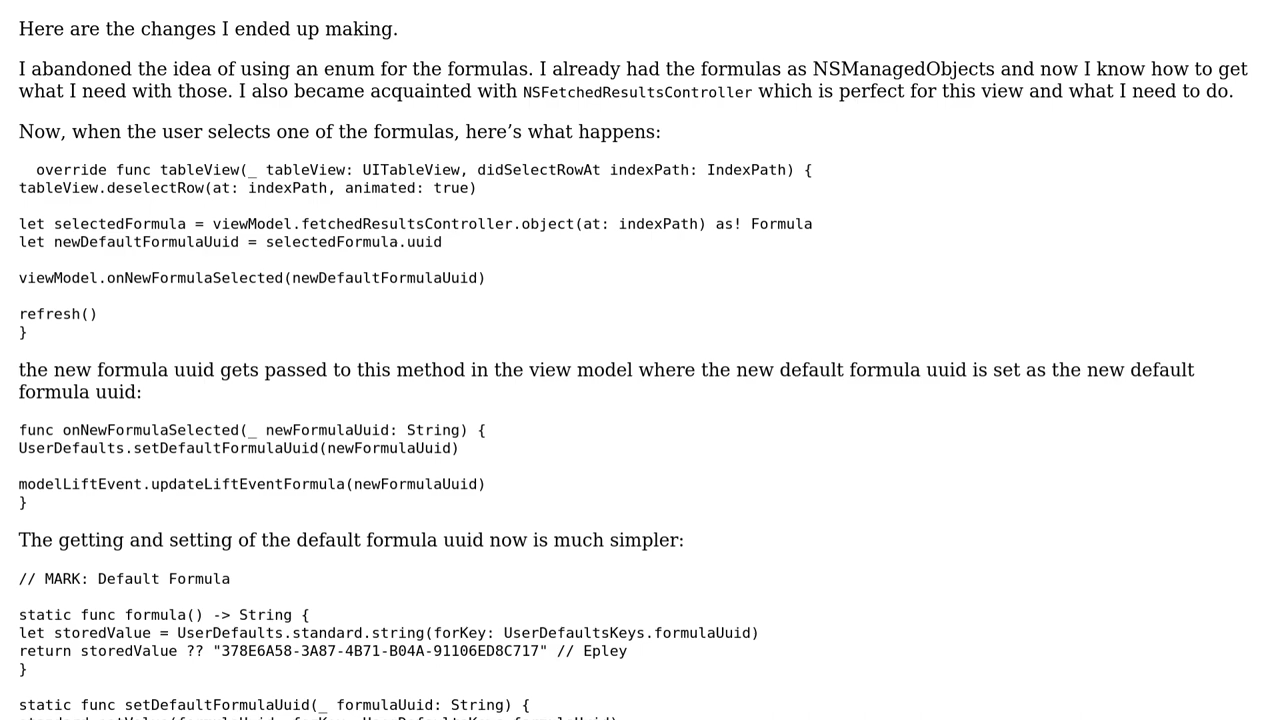 Here are the changes I ended up making.
I abandoned the idea of using an enum for the formulas. I already had the formulas as NSManagedObjects and now I know how to get
what I need with those. I also became acquainted with NSFetchedResultsController which is perfect for this view and what I need to do.
Now, when the user selects one of the formulas, here’s what happens:
override func tableView(_ tableView: UITableView, didSelectRowAt indexPath: IndexPath) {
tableView.deselectRow(at: indexPath, animated: true)
let selectedFormula = viewModel.fetchedResultsController.object(at: indexPath) as! Formula
let newDefaultFormulaUuid = selectedFormula.uuid
viewModel.onNewFormulaSelected(newDefaultFormulaUuid)
refresh()
}
the new formula uuid gets passed to this method in the view model where the new default formula uuid is set as the new default
formula uuid:
func onNewFormulaSelected(_ newFormulaUuid: String) {
UserDefaults.setDefaultFormulaUuid(newFormulaUuid)
modelLiftEvent.updateLiftEventFormula(newFormulaUuid)
}
The getting and setting of the default formula uuid now is much simpler:
// MARK: Default Formula
static func formula() -> String {
let storedValue = UserDefaults.standard.string(forKey: UserDefaultsKeys.formulaUuid)
return storedValue ?? "378E6A58-3A87-4B71-B04A-91106ED8C717" // Epley
}
static func setDefaultFormulaUuid(_ formulaUuid: String) {